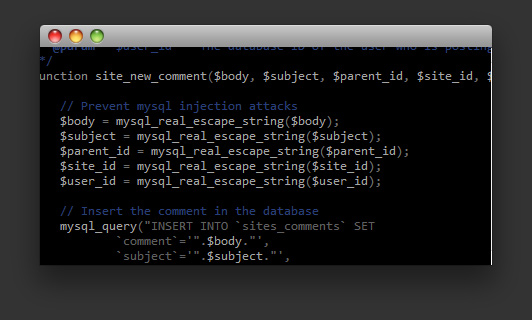 @param $user_id The database ID of the user who is posting
*/
unction site_new_comment($body, $subject, $parent_id, $site_id, $
// Prevent mysql injection attacks
$body = mysql_real_escape_string($body);
$subject = mysql_real_escape_string($subject);
$parent_id = mysql_real_escape_string($parent_id);
$site_id = mysql_real_escape_string($site_id);
$user_id = mysql_real_escape_string($user_id);
// Insert the comment in the database
mysql_query("INSERT INTO `sites_comments` SET
`comment`='".$body."',
`subject`='".$subject."',